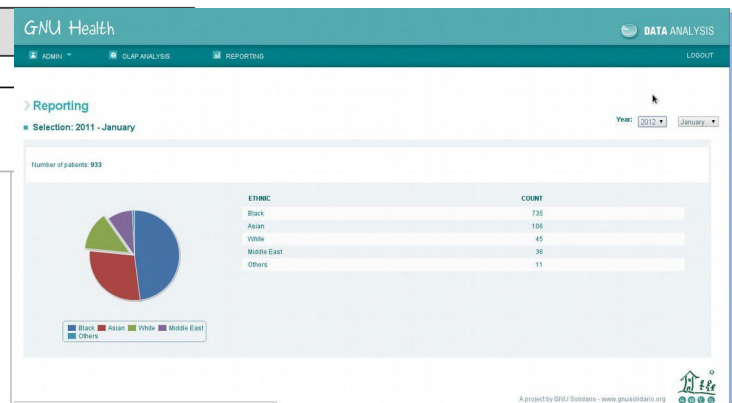 GNU Health
DATA ANALYSIS
ADMIN OLAP ANALYSIS REPORTING LOGOUT
Reporting
Selection: 2011 - January
Year: 2012 January
Number of patients: 933
ETHNIC COUNT
Black 735
Asian 106
White 45
Middle East 36
Others 11
Black Asian White Middle East
Others
A project by GNU Solidario - www.gnusolidario.org